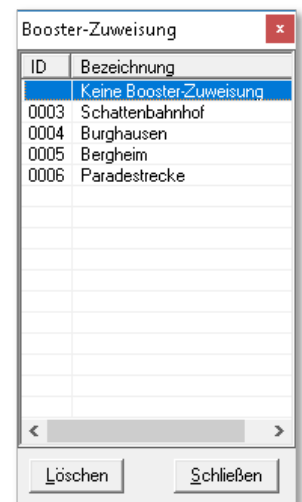 Booster-Zuweisung x
ID Bezeichnung
Keine Booster-Zuweisung
0003 Schattenbahnhof
0004 Burghausen
0005 Bergheim
0006 Paradestrecke
Löschen Schließen